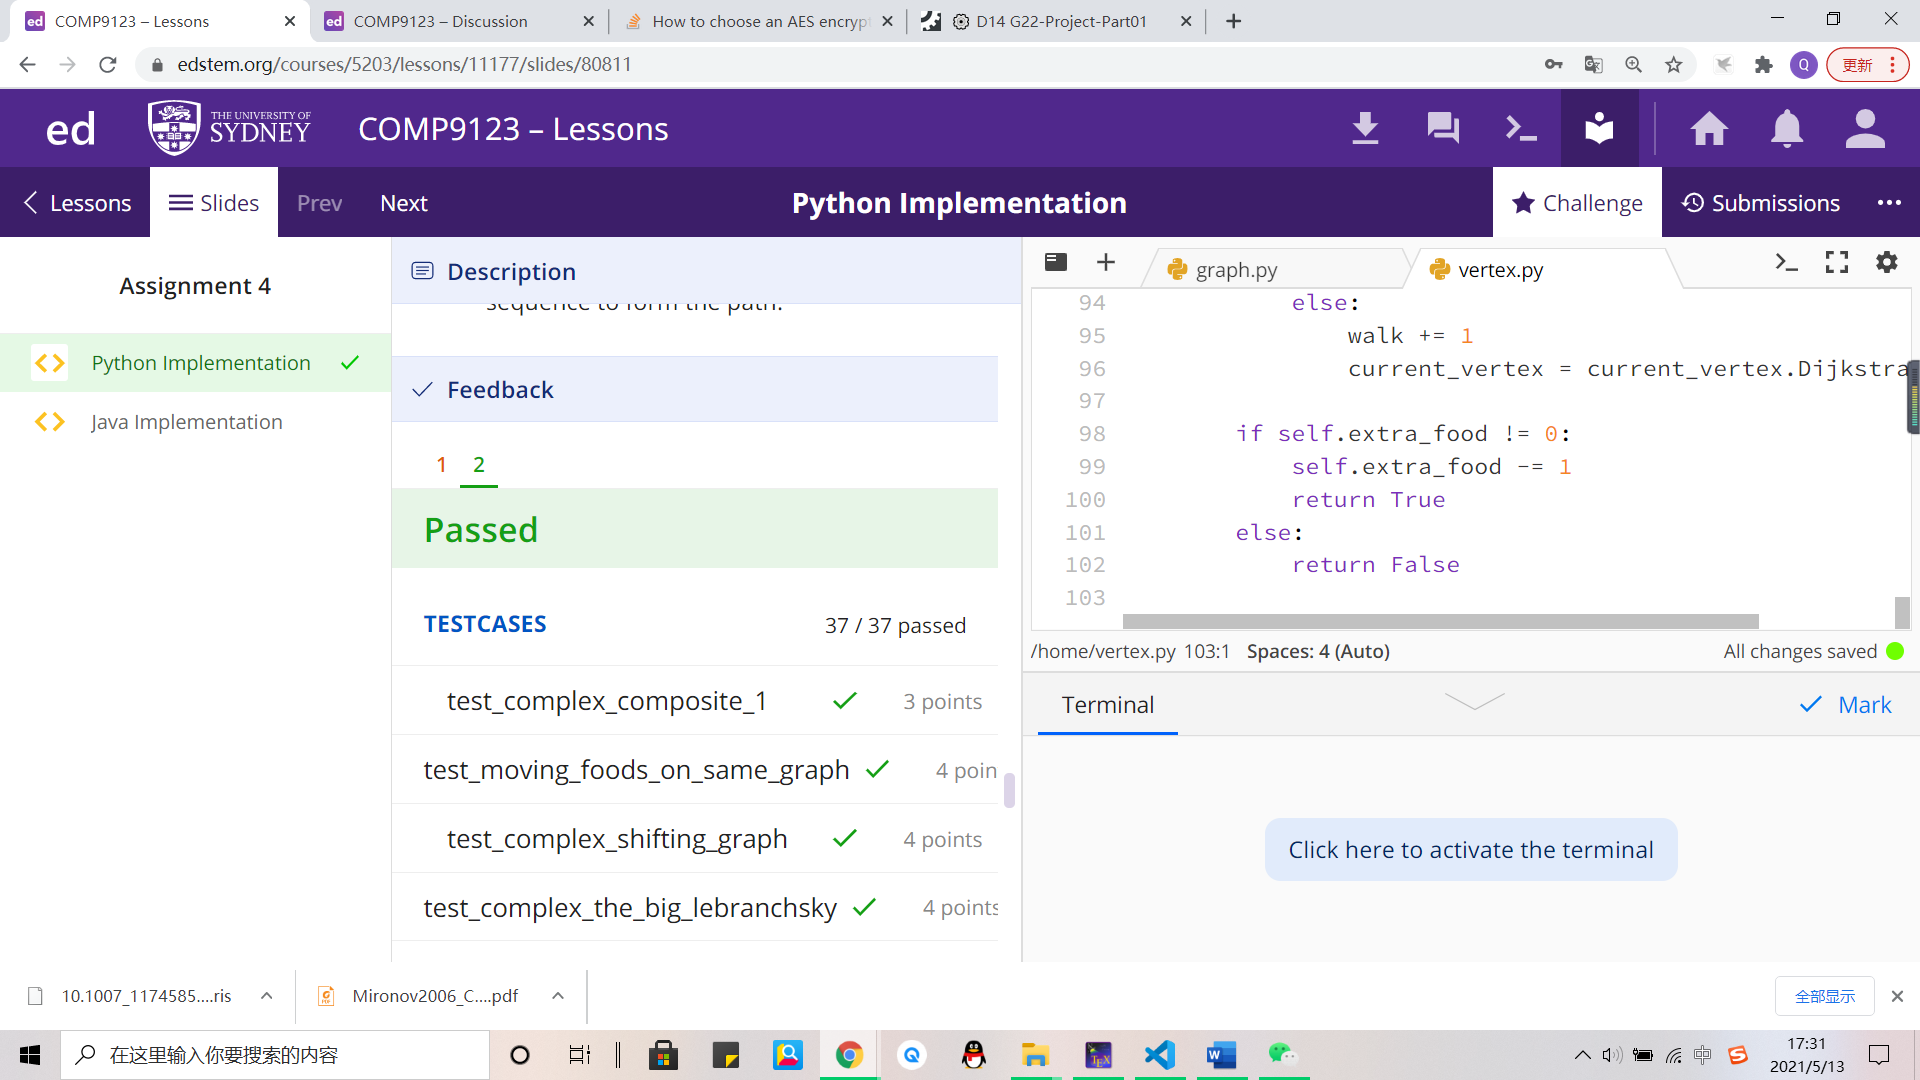 COMP9123 – Lessons
COMP9123 – Discussion
How to choose an AES encryp
D14 G22-Project-Part01
edstem.org/courses/5203/lessons/11177/slides/80811
Q
更新
ed
THE UNIVERSITY OF
SYDNEY
COMP9123 – Lessons
Lessons
Slides
Prev
Next
Python Implementation
Challenge
Submissions
Assignment 4
Python Implementation
Java Implementation
Description
sequence to form the path.
Feedback
1
2
Passed
TESTCASES
37 / 37 passed
test_complex_composite_1
3 points
test_moving_foods_on_same_graph
4 poin
test_complex_shifting_graph
4 points
test_complex_the_big_lebranchsky
4 points
graph.py
vertex.py
94 else:
95 walk += 1
96 current_vertex = current_vertex.Dijkstra
97
98 if self.extra_food != 0:
99 self.extra_food -= 1
100 return True
101 else:
102 return False
103
/home/vertex.py 103:1 Spaces: 4 (Auto)
All changes saved
Terminal
Mark
Click here to activate the terminal
10.1007_1174585....ris
Mironov2006_C....pdf
全部显示
在这里输入你要搜索的内容
中
17:31
2021/5/13